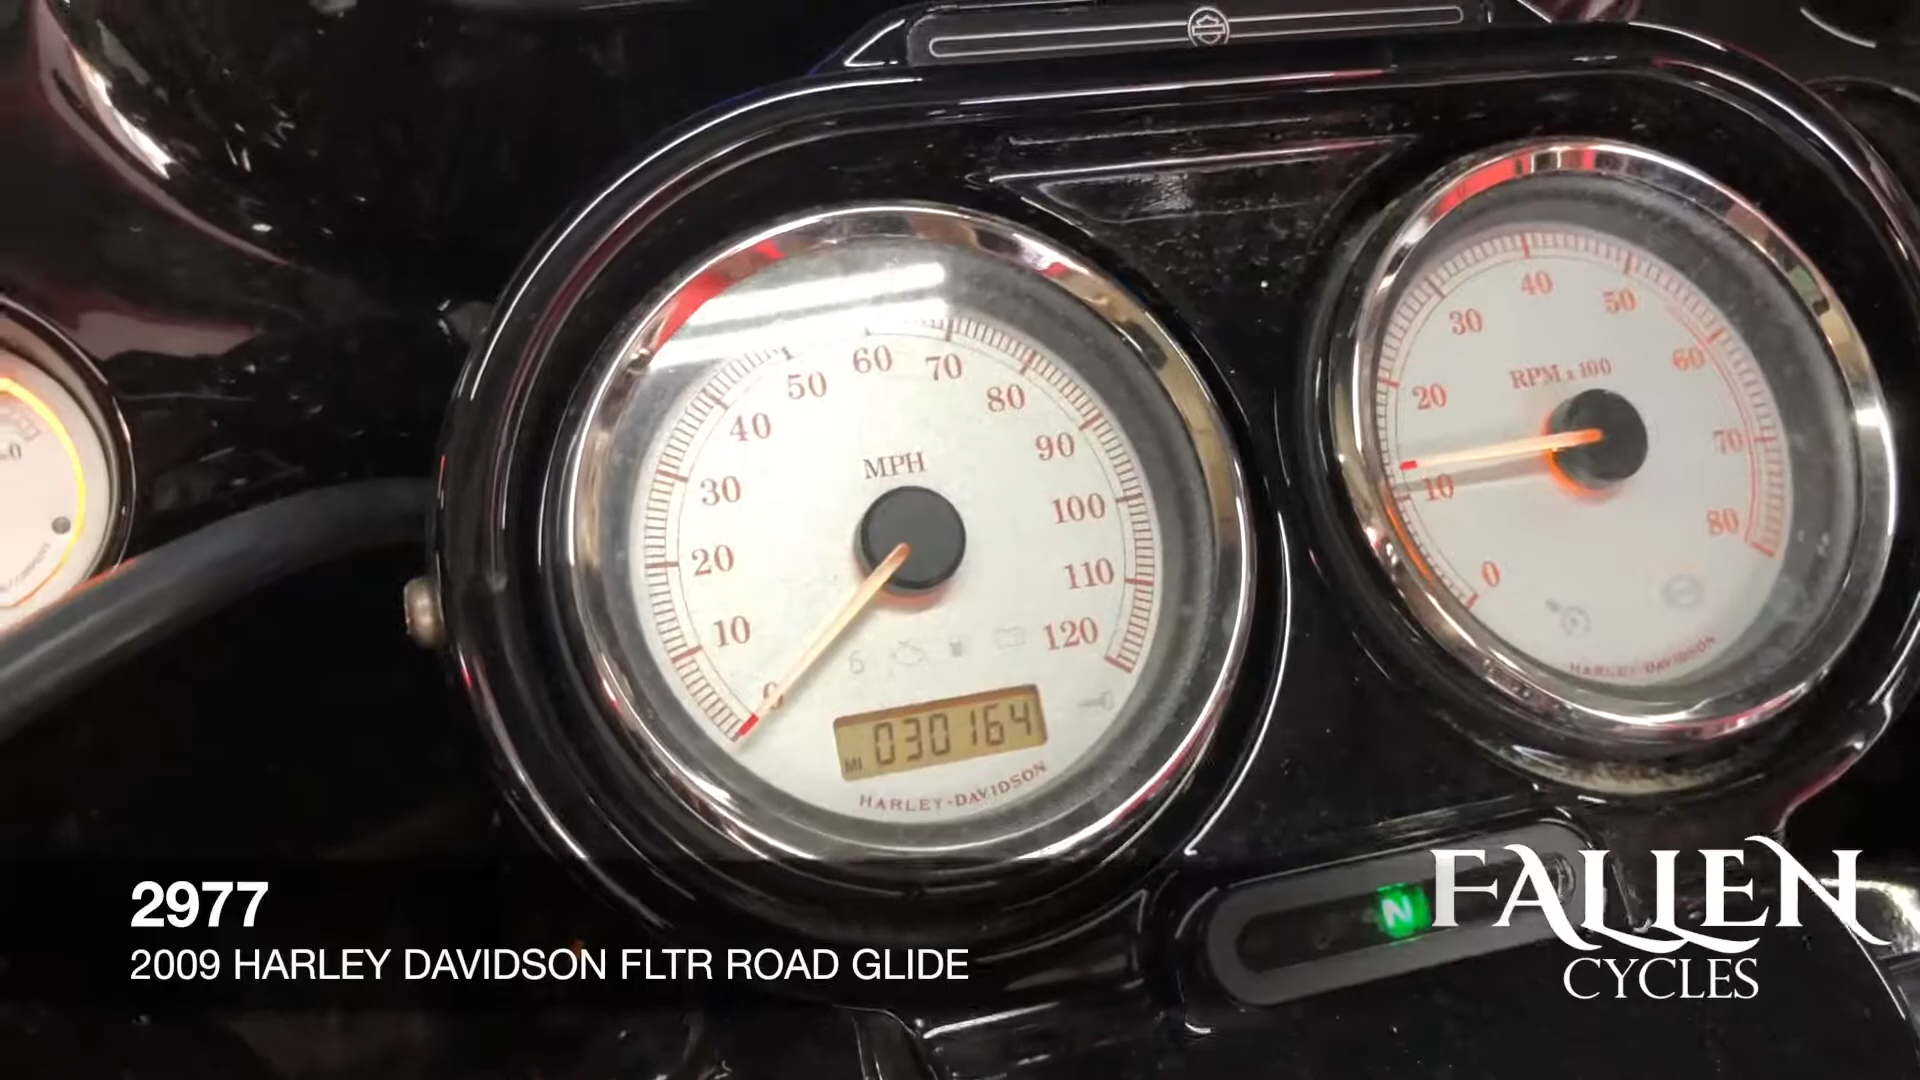 50
60
70
80
40
90
MPH
30
100
20
110
10
120
0
6
MI 030164
HARLEY-DAVIDSON
40
50
30
60
RPM x 100
20
70
10
80
0
HARLEY-DAVIDSON
N
2977
2009 HARLEY DAVIDSON FLTR ROAD GLIDE
FALLEN
CYCLES